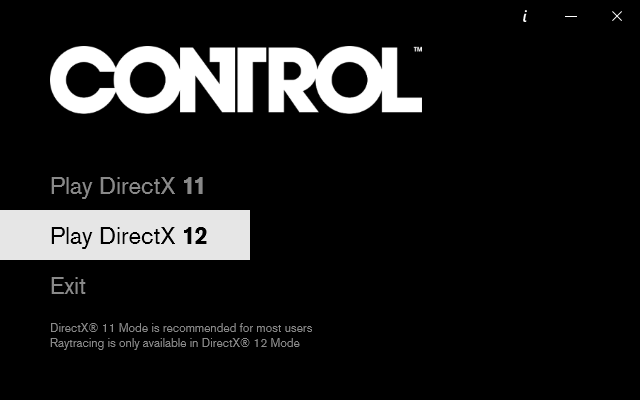 i
CONTROL™
Play DirectX 11
Play DirectX 12
Exit
DirectX® 11 Mode is recommended for most users
Raytracing is only available in DirectX® 12 Mode